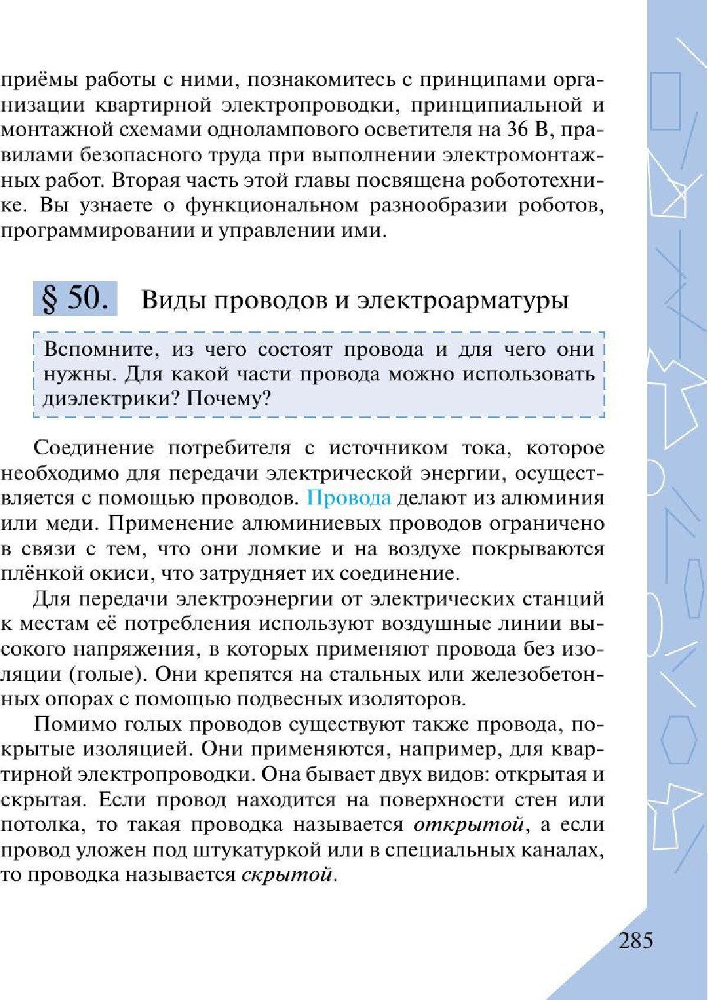 приёмы работы с ними, познакомитесь с принципами орга-
низации квартирной электропроводки, принципиальной и
монтажной схемами однолампового осветителя на 36 В, пра-
вилами безопасного труда при выполнении электромонтаж-
ных работ. Вторая часть этой главы посвящена робототехни-
ке. Вы узнаете о функциональном разнообразии роботов,
программировании и управлении ими.
§ 50. Виды проводов и электроарматуры
Вспомните, из чего состоят провода и для чего они
нужны. Для какой части провода можно использовать
диэлектрики? Почему?
Соединение потребителя с источником тока, которое
необходимо для передачи электрической энергии, осущест-
вляется с помощью проводов. Провода делают из алюминия
или меди. Применение алюминиевых проводов ограничено
в связи с тем, что они ломкие и на воздухе покрываются
плёнкой окиси, что затрудняет их соединение.
Для передачи электроэнергии от электрических станций
к местам её потребления используют воздушные линии вы-
сокого напряжения, в которых применяют провода без изо-
ляции (голые). Они крепятся на стальных или железобетон-
ных опорах с помощью подвесных изоляторов.
Помимо голых проводов существуют также провода, по-
крытые изоляцией. Они применяются, например, для квар-
тирной электропроводки. Она бывает двух видов: открытая и
скрытая. Если провод находится на поверхности стен или
потолка, то такая проводка называется открытой, а если
провод уложен под штукатуркой или в специальных каналах,
то проводка называется скрытой.
285